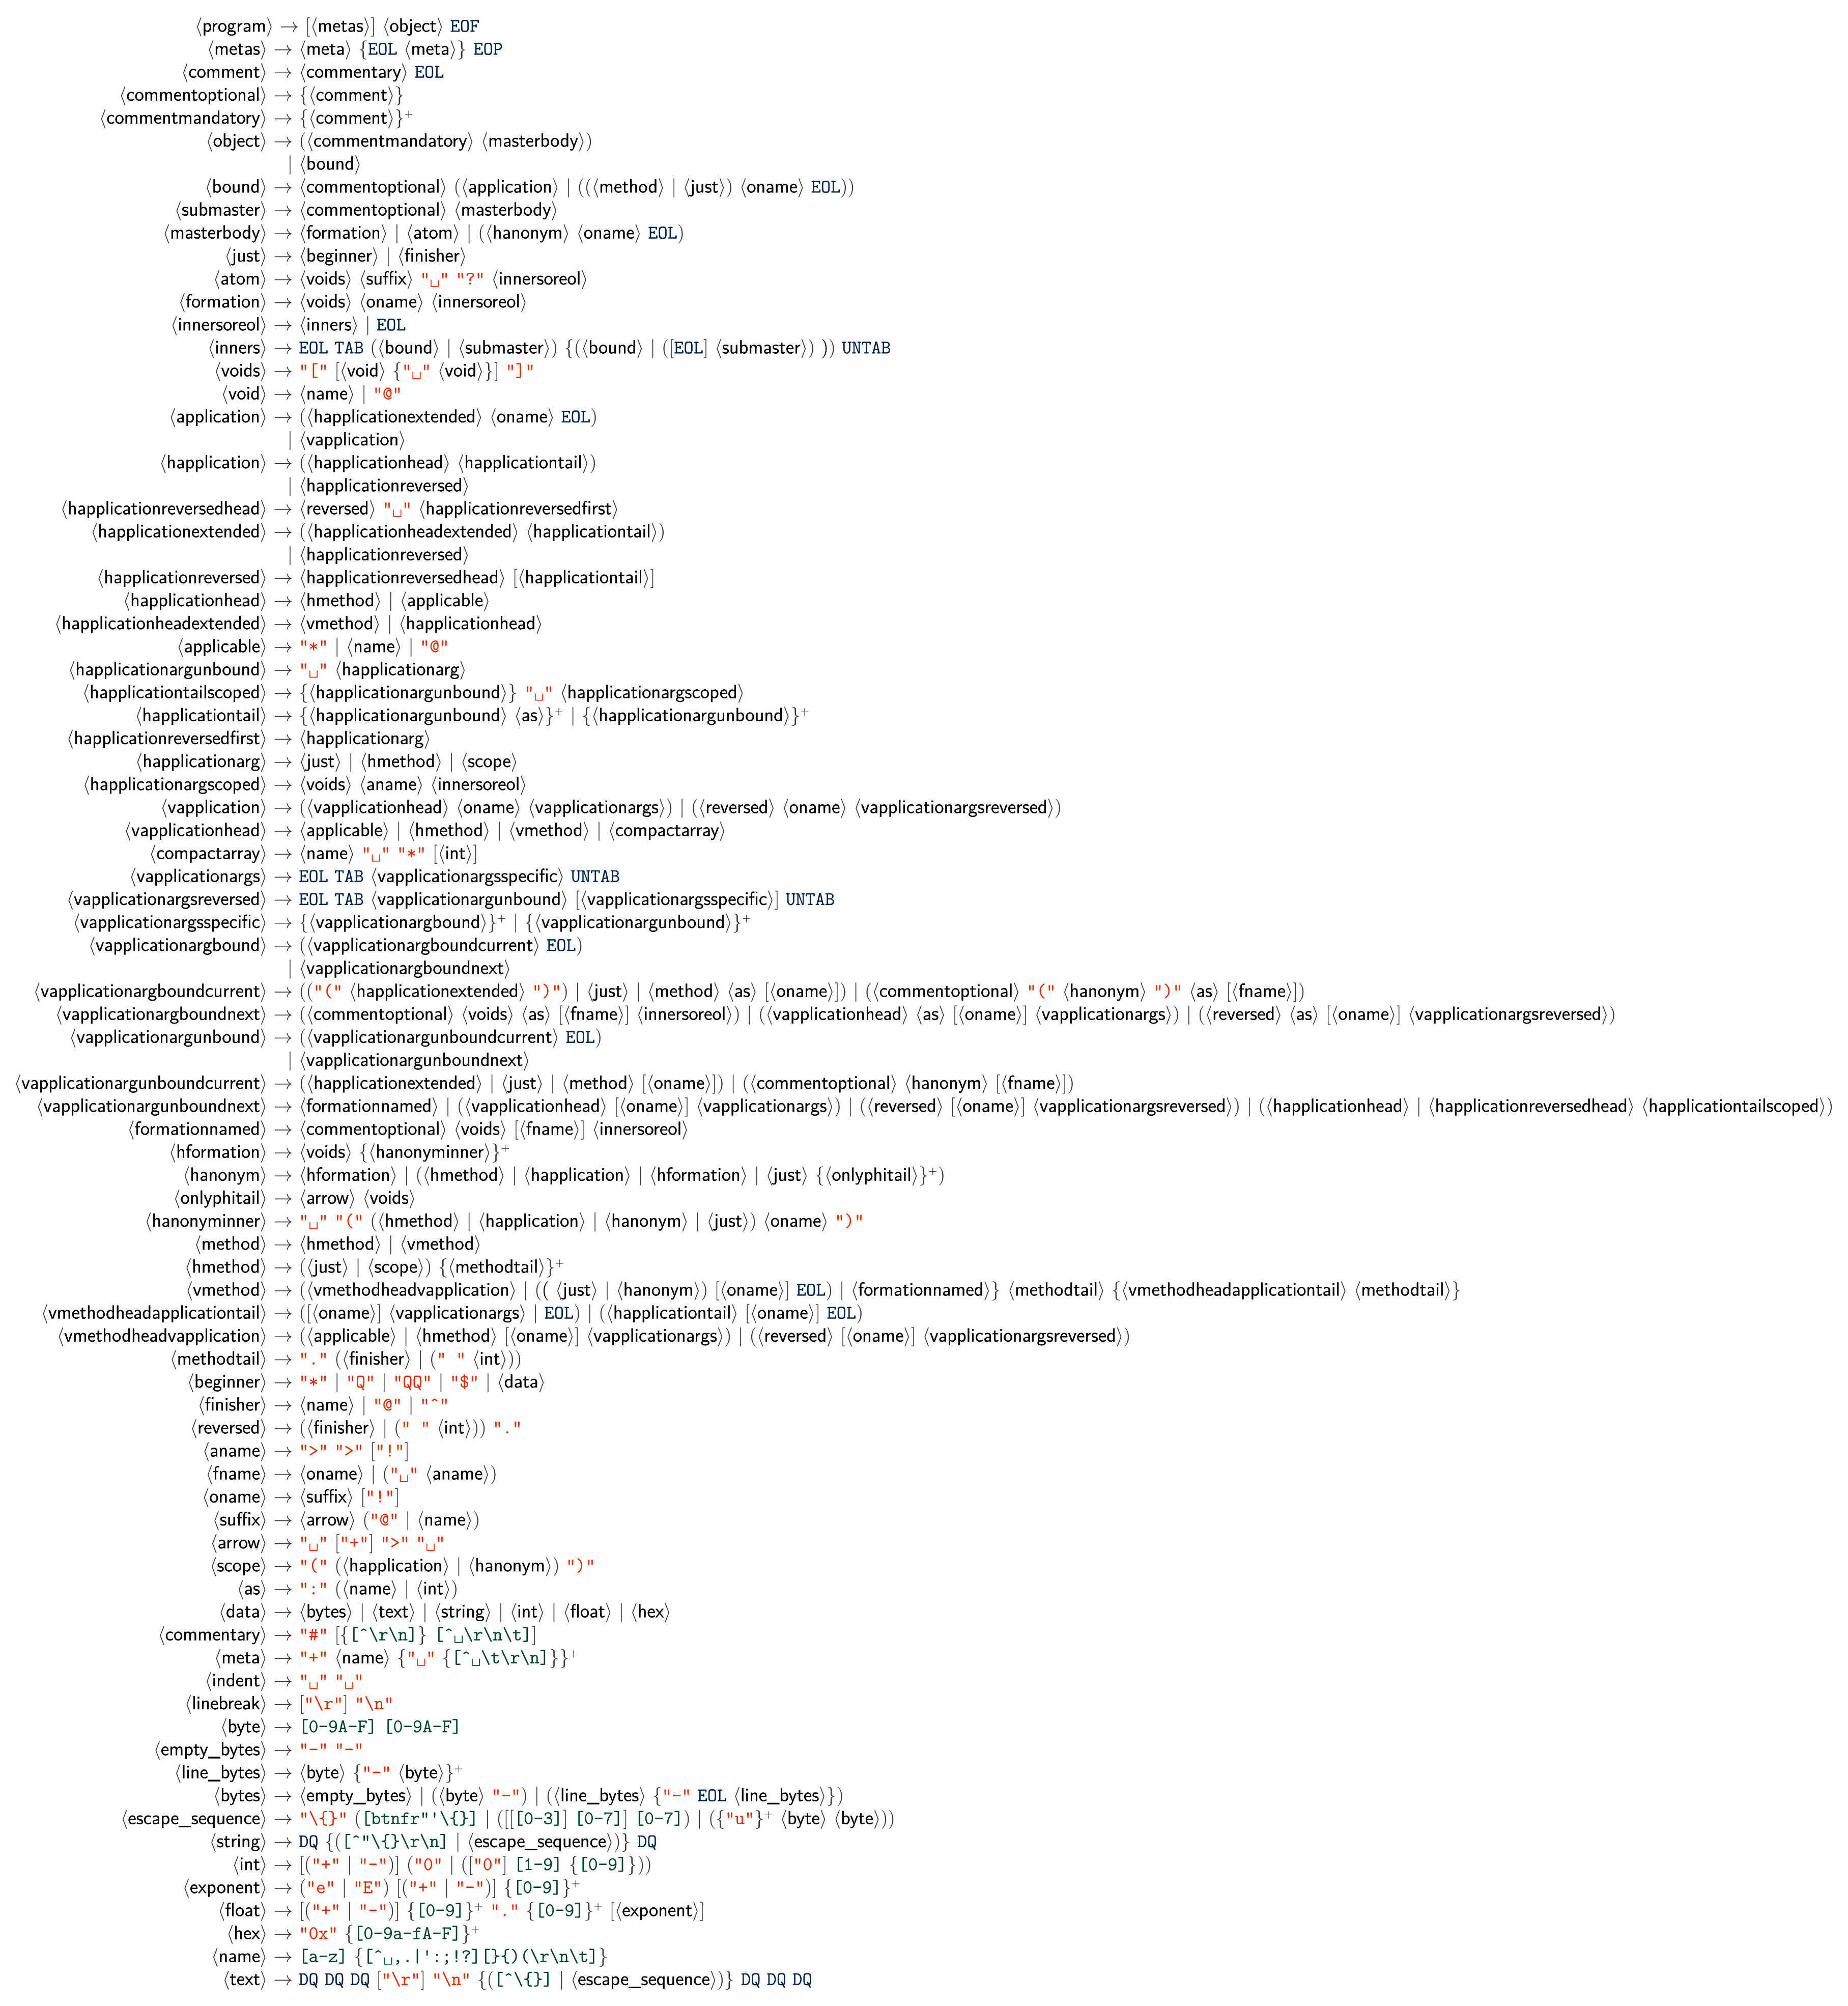 ⟨program⟩ → [⟨metas⟩] ⟨object⟩ EOF
⟨metas⟩ → ⟨meta⟩ {EOL ⟨meta⟩} EOP
⟨comment⟩ → ⟨commentary⟩ EOL
⟨commentoptional⟩ → {⟨comment⟩}
⟨commentmandatory⟩ → {⟨comment⟩}⁺
⟨object⟩ → (⟨commentmandatory⟩ ⟨masterbody⟩)
| ⟨bound⟩
⟨bound⟩ → ⟨commentoptional⟩ (⟨application⟩ | ((⟨method⟩ | ⟨just⟩) ⟨oname⟩ EOL))
⟨submaster⟩ → ⟨commentoptional⟩ ⟨masterbody⟩
⟨masterbody⟩ → ⟨formation⟩ | ⟨atom⟩ | (⟨hanonym⟩ ⟨oname⟩ EOL)
⟨just⟩ → ⟨beginner⟩ | ⟨finisher⟩
⟨atom⟩ → ⟨voids⟩ ⟨suffix⟩ "␣" "?" ⟨innersoreol⟩
⟨formation⟩ → ⟨voids⟩ ⟨oname⟩ ⟨innersoreol⟩
⟨innersoreol⟩ → ⟨inners⟩ | EOL
⟨inners⟩ → EOL TAB (⟨bound⟩ | ⟨submaster⟩) {(⟨bound⟩ | ([EOL] ⟨submaster⟩) )) UNTAB
⟨voids⟩ → "[" [⟨void⟩ {"␣" ⟨void⟩}] "]"
⟨void⟩ → ⟨name⟩ | "@"
⟨application⟩ → (⟨happlicationextended⟩ ⟨oname⟩ EOL)
| ⟨vapplication⟩
⟨happlication⟩ → (⟨happlicationhead⟩ ⟨happlicationtail⟩)
| ⟨happlicationreversed⟩
⟨happlicationreversedhead⟩ → ⟨reversed⟩ "␣" ⟨happlicationreversedfirst⟩
⟨happlicationextended⟩ → (⟨happlicationheadextended⟩ ⟨happlicationtail⟩)
| ⟨happlicationreversed⟩
⟨happlicationreversed⟩ → ⟨happlicationreversedhead⟩ [⟨happlicationtail⟩]
⟨happlicationhead⟩ → ⟨hmethod⟩ | ⟨applicable⟩
⟨happlicationheadextended⟩ → ⟨vmethod⟩ | ⟨happlicationhead⟩
⟨applicable⟩ → "*" | ⟨name⟩ | "@"
⟨happlicationargunbound⟩ → "␣" ⟨happlicationarg⟩
⟨happlicationtailscoped⟩ → {⟨happlicationargunbound⟩} "␣" ⟨happlicationargscoped⟩
⟨happlicationtail⟩ → {⟨happlicationargunbound⟩ ⟨as⟩}⁺ | {⟨happlicationargunbound⟩}⁺
⟨happlicationreversedfirst⟩ → ⟨happlicationarg⟩
⟨happlicationarg⟩ → ⟨just⟩ | ⟨hmethod⟩ | ⟨scope⟩
⟨happlicationargscoped⟩ → ⟨voids⟩ ⟨aname⟩ ⟨innersoreol⟩
⟨vapplication⟩ → (⟨vapplicationhead⟩ ⟨oname⟩ ⟨vapplicationargs⟩) | (⟨reversed⟩ ⟨oname⟩ ⟨vapplicationargsreversed⟩)
⟨vapplicationhead⟩ → ⟨applicable⟩ | ⟨hmethod⟩ | ⟨vmethod⟩ | ⟨compactarray⟩
⟨compactarray⟩ → ⟨name⟩ "␣" "*" [⟨int⟩]
⟨vapplicationargs⟩ → EOL TAB ⟨vapplicationargsspecific⟩ UNTAB
⟨vapplicationargsreversed⟩ → EOL TAB ⟨vapplicationargunbound⟩ [⟨vapplicationargsspecific⟩] UNTAB
⟨vapplicationargsspecific⟩ → {⟨vapplicationargbound⟩}⁺ | {⟨vapplicationargunbound⟩}⁺
⟨vapplicationargbound⟩ → (⟨vapplicationargboundcurrent⟩ EOL)
| ⟨vapplicationargboundnext⟩
⟨vapplicationargboundcurrent⟩ → (("(" ⟨happlicationextended⟩ ")") | ⟨just⟩ | ⟨method⟩ ⟨as⟩ [⟨oname⟩]) | (⟨commentoptional⟩ "(" ⟨hanonym⟩ ")" ⟨as⟩ [⟨fname⟩])
⟨vapplicationargboundnext⟩ → (⟨commentoptional⟩ ⟨voids⟩ ⟨as⟩ [⟨fname⟩] ⟨innersoreol⟩) | (⟨vapplicationhead⟩ ⟨as⟩ [⟨oname⟩] ⟨vapplicationargs⟩) | (⟨reversed⟩ ⟨as⟩ [⟨oname⟩] ⟨vapplicationargsreversed⟩)
⟨vapplicationargunbound⟩ → (⟨vapplicationargunboundcurrent⟩ EOL)
| ⟨vapplicationargunboundnext⟩
⟨vapplicationargunboundcurrent⟩ → (⟨happlicationextended⟩ | ⟨just⟩ | ⟨method⟩ [⟨oname⟩]) | (⟨commentoptional⟩ ⟨hanonym⟩ [⟨fname⟩])
⟨vapplicationargunboundnext⟩ → ⟨formationnamed⟩ | (⟨vapplicationhead⟩ [⟨oname⟩] ⟨vapplicationargs⟩) | (⟨reversed⟩ [⟨oname⟩] ⟨vapplicationargsreversed⟩) | (⟨happlicationhead⟩ | ⟨happlicationreversedhead⟩ ⟨happlicationtailscoped⟩)
⟨formationnamed⟩ → ⟨commentoptional⟩ ⟨voids⟩ [⟨fname⟩] ⟨innersoreol⟩
⟨hformation⟩ → ⟨voids⟩ {⟨hanonyminner⟩}⁺
⟨hanonym⟩ → ⟨hformation⟩ | (⟨hmethod⟩ | ⟨happlication⟩ | ⟨hformation⟩ | ⟨just⟩ {⟨onlyphitail⟩}⁺)
⟨onlyphitail⟩ → ⟨arrow⟩ ⟨voids⟩
⟨hanonyminner⟩ → "␣" "(" (⟨hmethod⟩ | ⟨happlication⟩ | ⟨hanonym⟩ | ⟨just⟩) ⟨oname⟩ ")"
⟨method⟩ → ⟨hmethod⟩ | ⟨vmethod⟩
⟨hmethod⟩ → (⟨just⟩ | ⟨scope⟩) {⟨methodtail⟩}⁺
⟨vmethod⟩ → (⟨vmethodheadvapplication⟩ | (( ⟨just⟩ | ⟨hanonym⟩) [⟨oname⟩] EOL) | ⟨formationnamed⟩} ⟨methodtail⟩ {⟨vmethodheadapplicationtail⟩ ⟨methodtail⟩}
⟨vmethodheadapplicationtail⟩ → ([⟨oname⟩] ⟨vapplicationargs⟩ | EOL) | (⟨happlicationtail⟩ [⟨oname⟩] EOL)
⟨vmethodheadvapplication⟩ → (⟨applicable⟩ | ⟨hmethod⟩ [⟨oname⟩] ⟨vapplicationargs⟩) | (⟨reversed⟩ [⟨oname⟩] ⟨vapplicationargsreversed⟩)
⟨methodtail⟩ → "." (⟨finisher⟩ | (" " ⟨int⟩))
⟨beginner⟩ → "*" | "Q" | "QQ" | "$" | ⟨data⟩
⟨finisher⟩ → ⟨name⟩ | "@" | "^"
⟨reversed⟩ → (⟨finisher⟩ | (" " ⟨int⟩)) "."
⟨aname⟩ → ">" ">" ["!"]
⟨fname⟩ → ⟨oname⟩ | ("␣" ⟨aname⟩)
⟨oname⟩ → ⟨suffix⟩ ["!"]
⟨suffix⟩ → ⟨arrow⟩ ("@" | ⟨name⟩)
⟨arrow⟩ → "␣" ["+"] ">" "␣"
⟨scope⟩ → "(" (⟨happlication⟩ | ⟨hanonym⟩) ")"
⟨as⟩ → ":" (⟨name⟩ | ⟨int⟩)
⟨data⟩ → ⟨bytes⟩ | ⟨text⟩ | ⟨string⟩ | ⟨int⟩ | ⟨float⟩ | ⟨hex⟩
⟨commentary⟩ → "#" [{[^\r\n]} [^␣\r\n\t]]
⟨meta⟩ → "+" ⟨name⟩ {"␣" {[^␣\t\r\n]}}⁺
⟨indent⟩ → "␣" "␣"
⟨linebreak⟩ → ["\r"] "\n"
⟨byte⟩ → [0-9A-F] [0-9A-F]
⟨empty_bytes⟩ → "-" "-"
⟨line_bytes⟩ → ⟨byte⟩ {"-" ⟨byte⟩}⁺
⟨bytes⟩ → ⟨empty_bytes⟩ | (⟨byte⟩ "-") | (⟨line_bytes⟩ {"-" EOL ⟨line_bytes⟩})
⟨escape_sequence⟩ → "\{}" ([btnfr"'\{}] | ([[[0-3]] [0-7]] [0-7]) | ({"u"}⁺ ⟨byte⟩ ⟨byte⟩))
⟨string⟩ → DQ {([^"\{}\r\n] | ⟨escape_sequence⟩)} DQ
⟨int⟩ → [("+" | "-")] ("0" | (["0"] [1-9] {[0-9]}))
⟨exponent⟩ → ("e" | "E") [("+" | "-")] {[0-9]}⁺
⟨float⟩ → [("+" | "-")] {[0-9]}⁺ "." {[0-9]}⁺ [⟨exponent⟩]
⟨hex⟩ → "0x" {[0-9a-fA-F]}⁺
⟨name⟩ → [a-z] {[^␣,.|':;!?][}{)(\r\n\t]}
⟨text⟩ → DQ DQ DQ ["\r"] "\n" {([^\{}] | ⟨escape_sequence⟩)} DQ DQ DQ